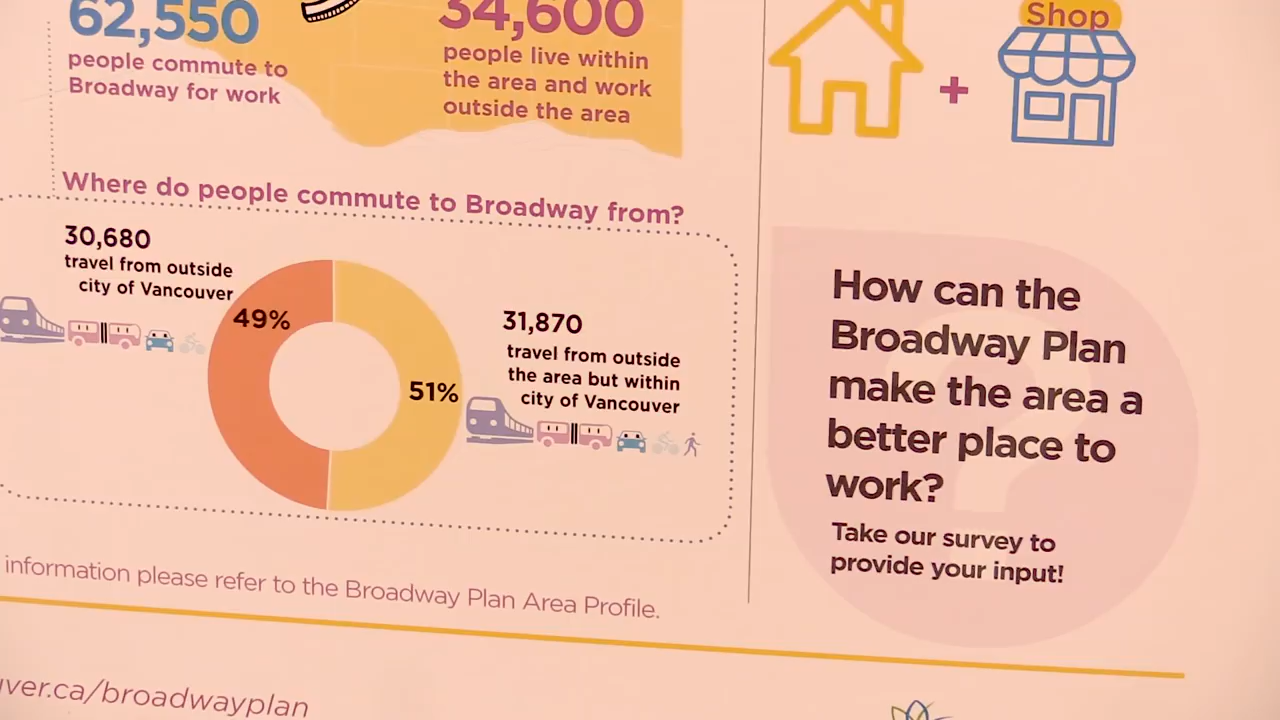 62,550
people commute to
Broadway for work
34,600
people live within
the area and work
outside the area
Shop
+
Where do people commute to Broadway from?
30,680
travel from outside
city of Vancouver
49%
51%
31,870
travel from outside
the area but within
city of Vancouver
How can the
Broadway Plan
make the area a
better place to
work?
Take our survey to
provide your input!
information please refer to the Broadway Plan Area Profile.
ver.ca/broadwayplan